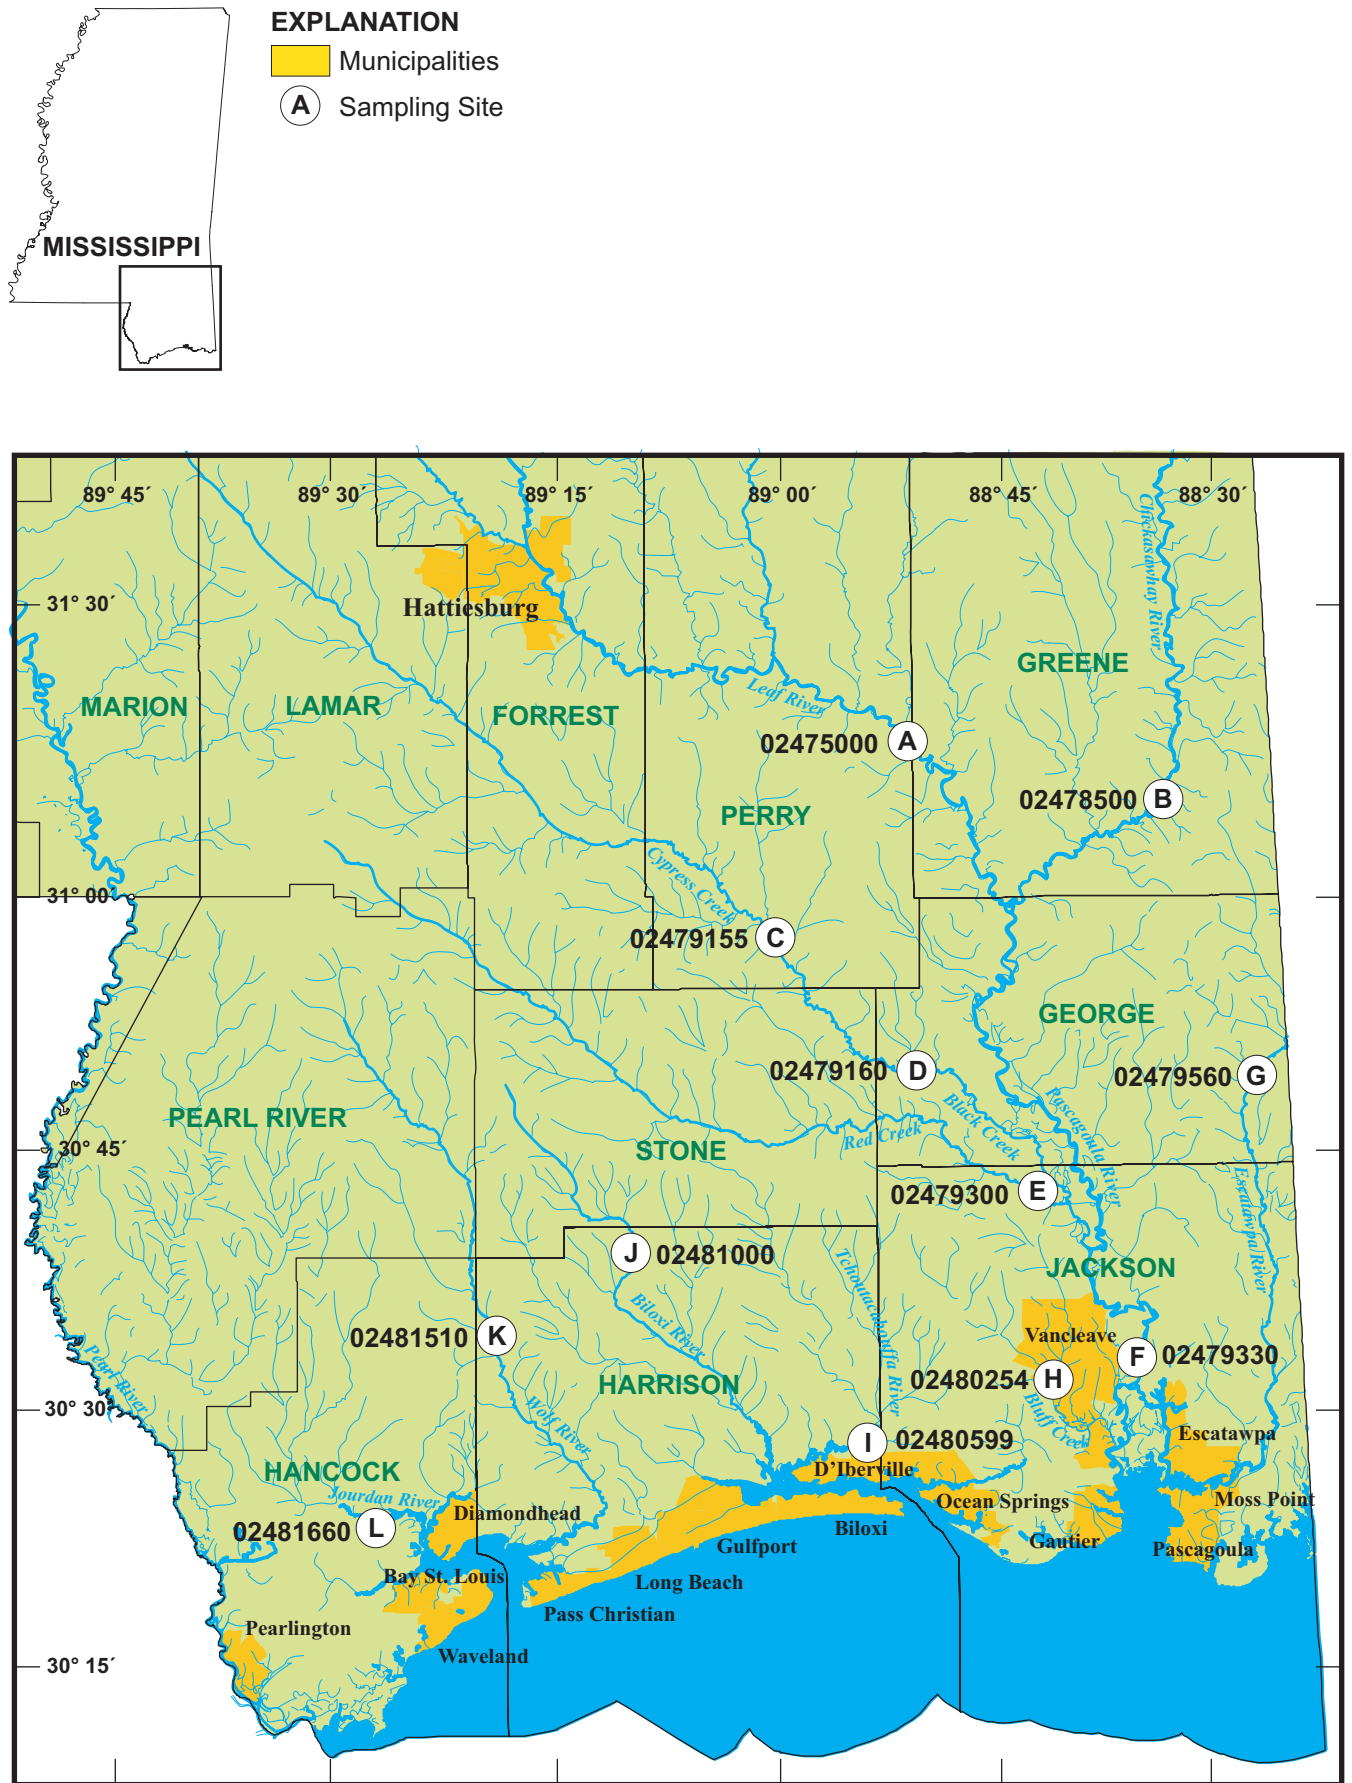 EXPLANATION
Municipalities
A Sampling Site
MISSISSIPPI
89° 45´
89° 30´
89° 15´
89° 00´
88° 45´
88° 30´
Chickasawhay River
31° 30´
Hattiesburg
GREENE
MARION
LAMAR
FORREST
Leaf River
02475000 A
02478500 B
PERRY
Cypress Creek
31° 00´
02479155 C
GEORGE
02479160 D
02479560 G
PEARL RIVER
Black Creek
Pascagoula River
Red Creek
30° 45´
STONE
02479300 E
Escatawpa River
J 02481000
Tchoutacabouffa River
JACKSON
Biloxi River
02481510 K
Vancleave
F 02479330
Pearl River
HARRISON
02480254 H
30° 30´
Wolf River
Bluff Creek
I 02480599
Escatawpa
HANCOCK
D’Iberville
Jourdan River
Diamondhead
Ocean Springs
Moss Point
02481660 L
Biloxi
Gulfport
Gautier
Pascagoula
Bay St. Louis
Long Beach
Pass Christian
Pearlington
Waveland
30° 15´